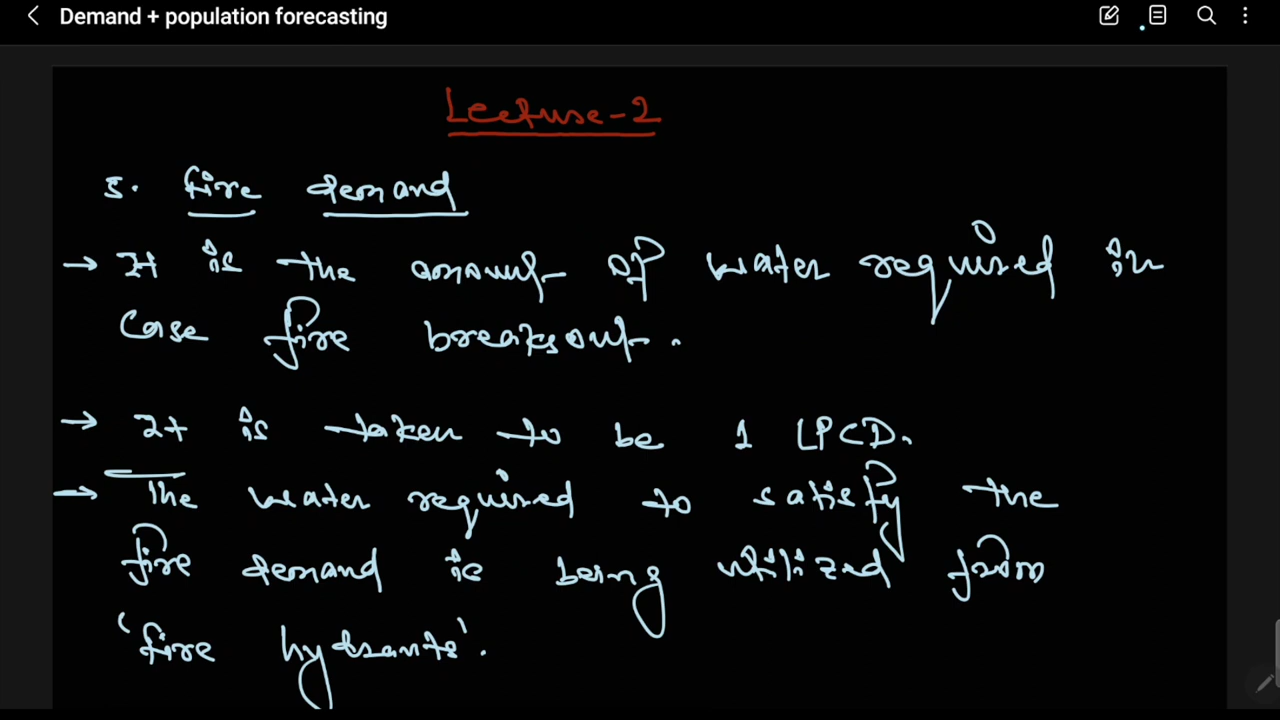 Demand + population forecasting
Lecture-2
5. fire demand
→ It is the amount of water required in
case fire breaksout.
→ It is taken to be 1 LPCD.
→ The water required to satisfy the
fire demand is being utilized from
'fire hydrants'.